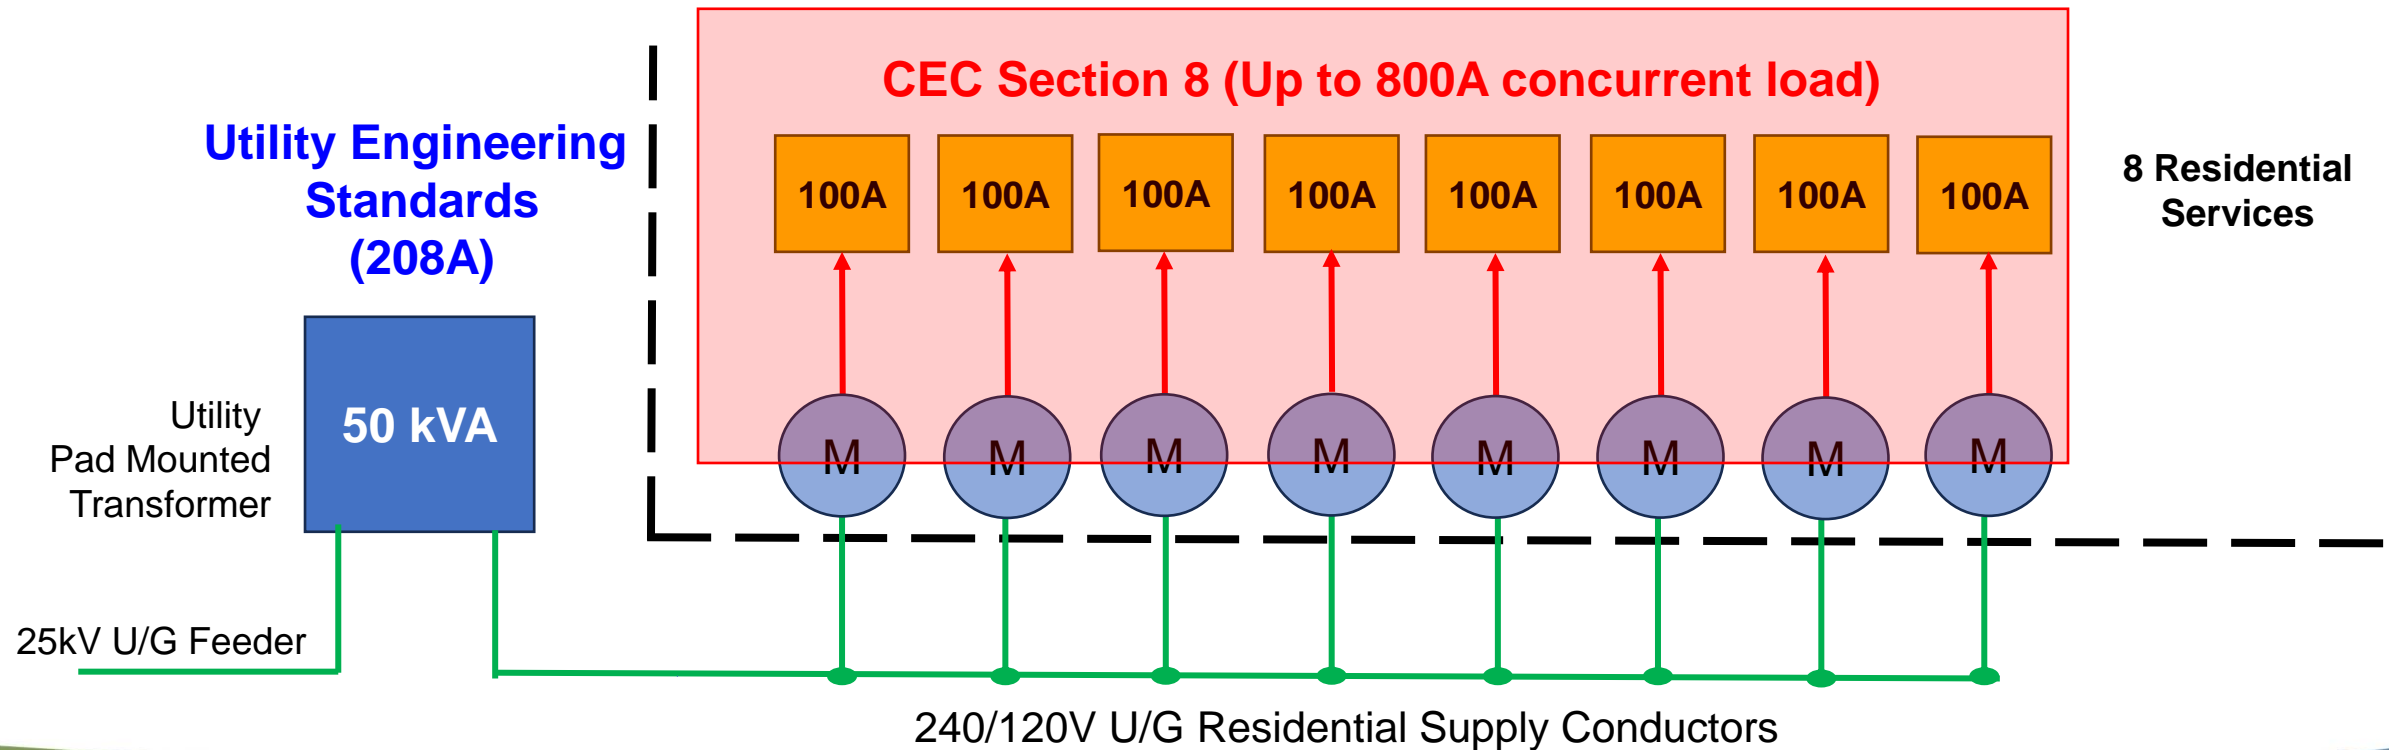 CEC Section 8 (Up to 800A concurrent load)
Utility Engineering
Standards
(208A)
100A
100A
100A
100A
100A
100A
100A
100A
8 Residential
Services
50 kVA
Utility
Pad Mounted
Transformer
M
M
M
M
M
M
M
M
25kV U/G Feeder
240/120V U/G Residential Supply Conductors